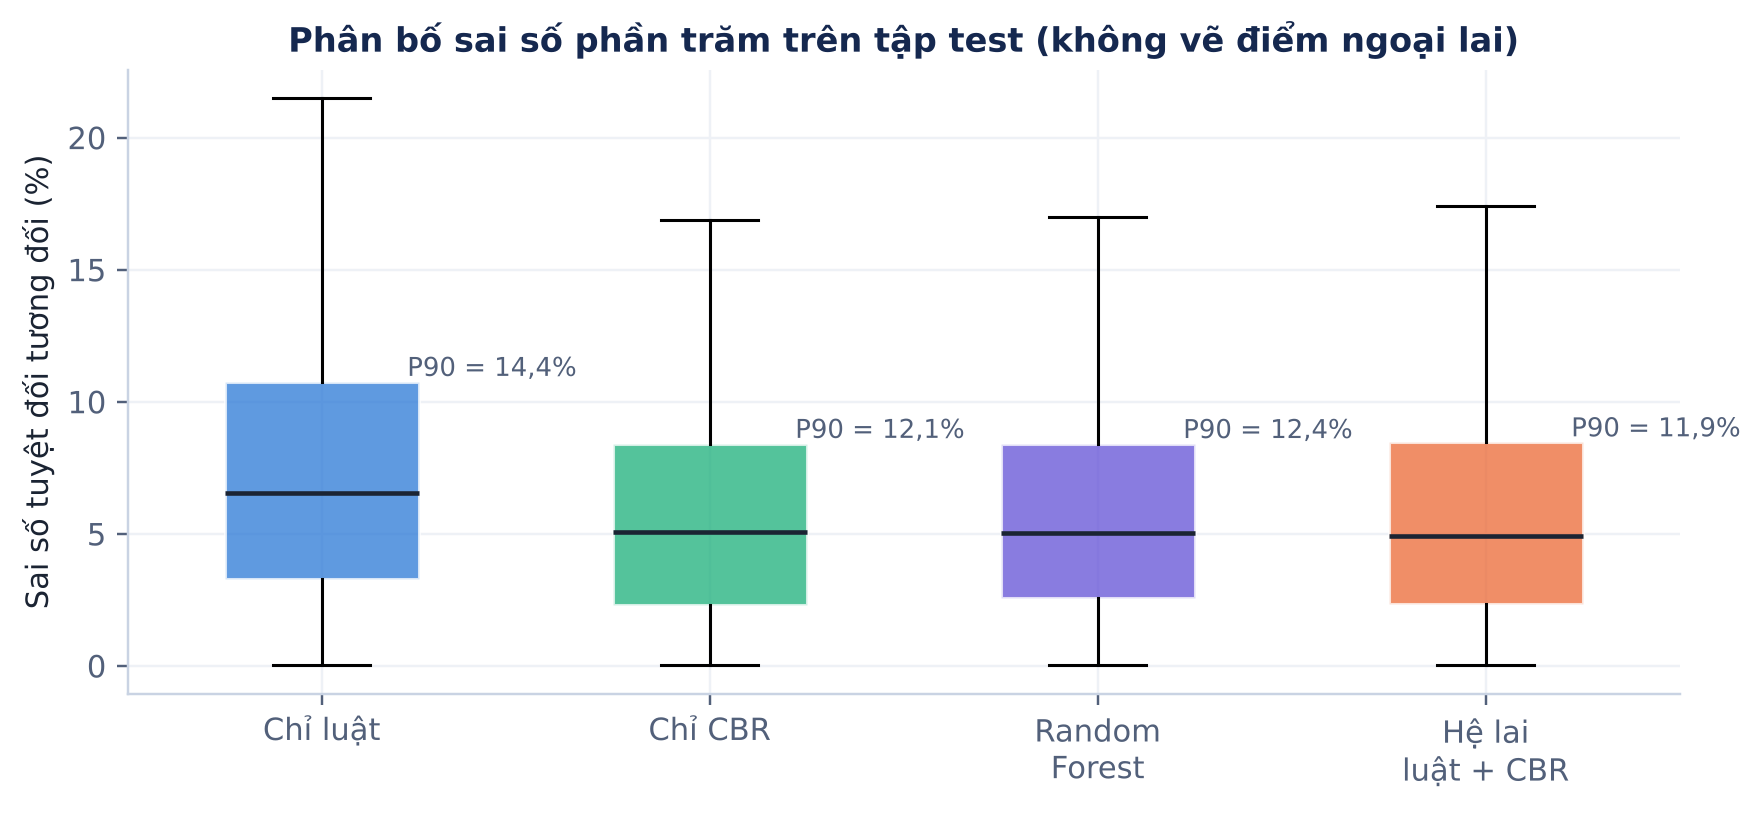 Phân bố sai số phần trăm trên tập test (không vẽ điểm ngoại lai)
Sai số tuyệt đối tương đối (%)
20
15
10
5
0
P90 = 14,4%
P90 = 12,1%
P90 = 12,4%
P90 = 11,9%
Chỉ luật
Chỉ CBR
Random
Forest
Hệ lai
luật + CBR